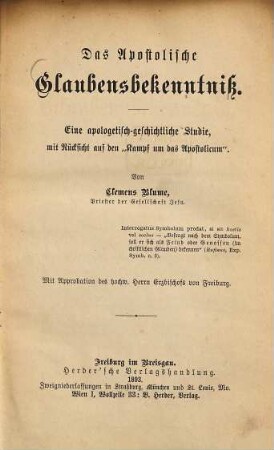 Das Apostolische
Glaubensbekenntniß.
Eine apologetisch-geschichtliche Studie,
mit Rücksicht auf den „Kampf um das Apostolicum“.
Von
Clemens Blume,
Priester der Gesellschaft Jesu.
Interrogatus symbolum prodat, ut sit hostis
vel socius — „Befragt nach dem Symbolum,
soll er sich als Feind oder Genossen (im
christlichen Glauben) bekennen“ (Rufinus, Exp.
Symb. n. 2).
Mit Approbation des hochw. Herrn Erzbischofs von Freiburg.
Freiburg im Breisgau.
Herder'sche Verlagshandlung.
1893.
Zweigniederlassungen in Straßburg, München und St. Louis, Mo.
Wien I, Wollzeile 33: B. Herder, Verlag.